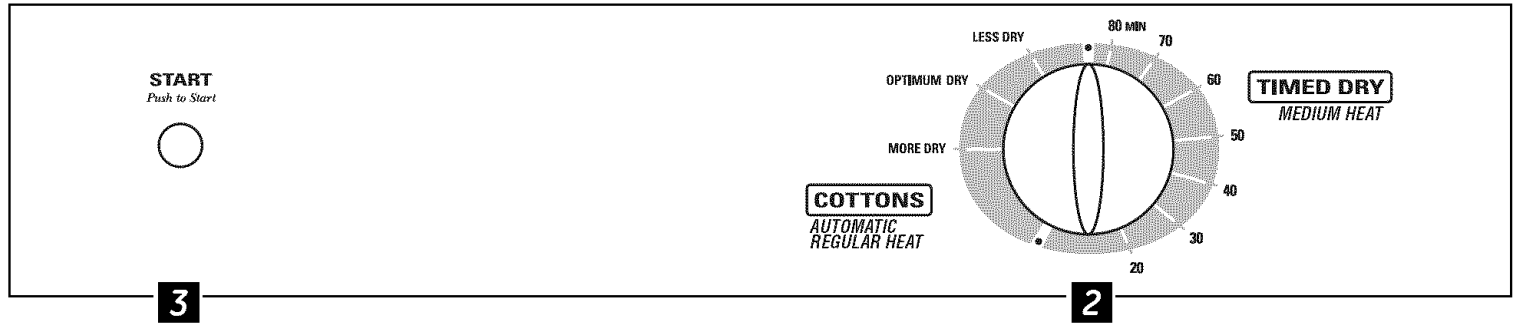 START
Push to Start
LESS DRY
OPTIMUM DRY
MORE DRY
COTTONS
AUTOMATIC
REGULAR HEAT
80 MIN
70
60
50
40
30
20
TIMED DRY
MEDIUM HEAT
3
2